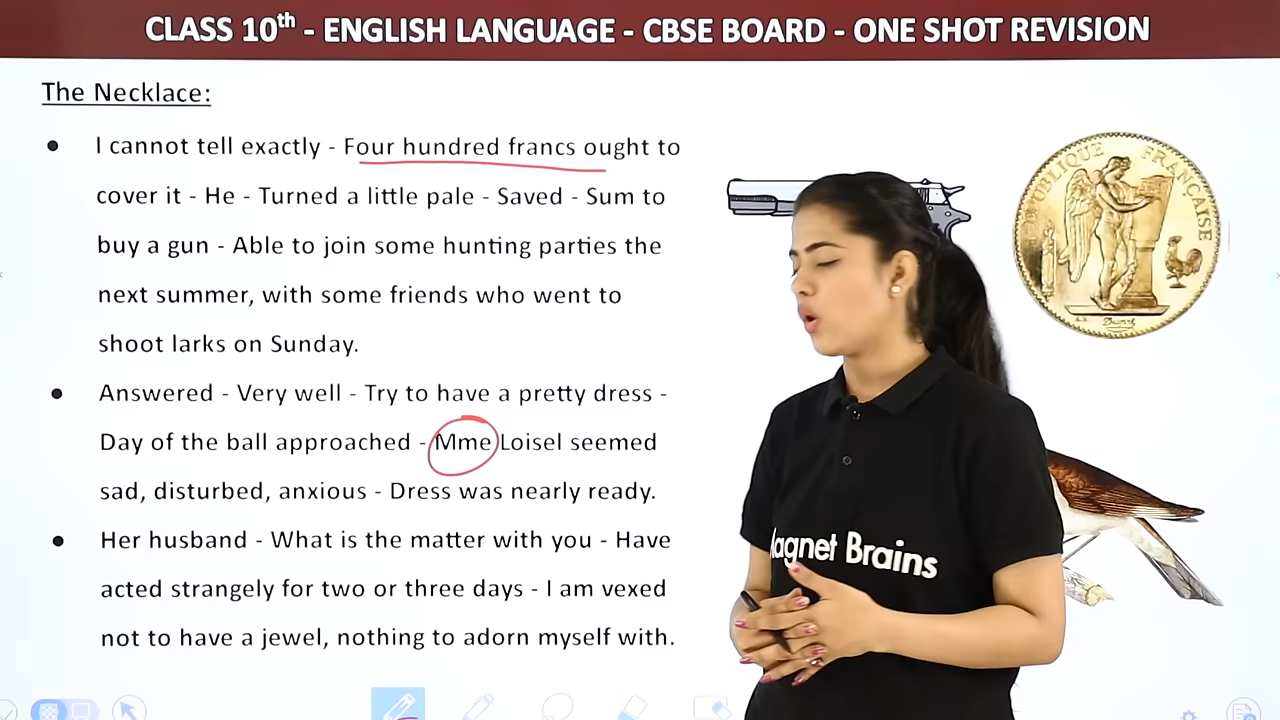 CLASS 10th - ENGLISH LANGUAGE - CBSE BOARD - ONE SHOT REVISION
The Necklace:
● I cannot tell exactly - Four hundred francs ought to
cover it - He - Turned a little pale - Saved - Sum to
buy a gun - Able to join some hunting parties the
next summer, with some friends who went to
shoot larks on Sunday.
● Answered - Very well - Try to have a pretty dress -
Day of the ball approached - Mme Loisel seemed
sad, disturbed, anxious - Dress was nearly ready.
● Her husband - What is the matter with you - Have
acted strangely for two or three days - I am vexed
not to have a jewel, nothing to adorn myself with.
RÉPUBLIQUE FRANÇAISE
Magnet Brains